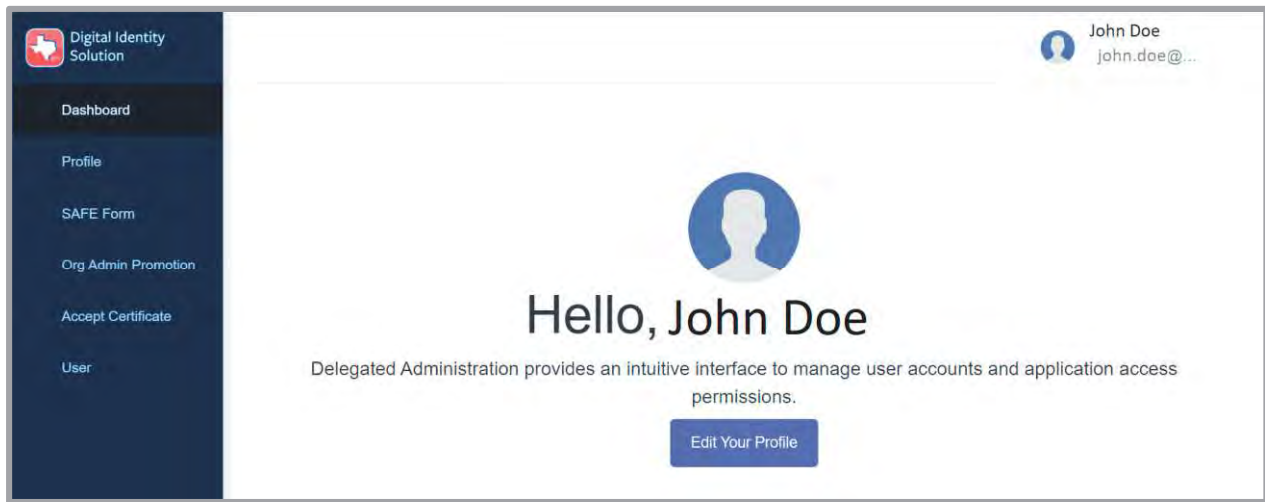 Digital Identity
Solution
John Doe
john.doe@...
Dashboard
Profile
SAFE Form
Org Admin Promotion
Accept Certificate
User
Hello, John Doe
Delegated Administration provides an intuitive interface to manage user accounts and application access
permissions.
Edit Your Profile